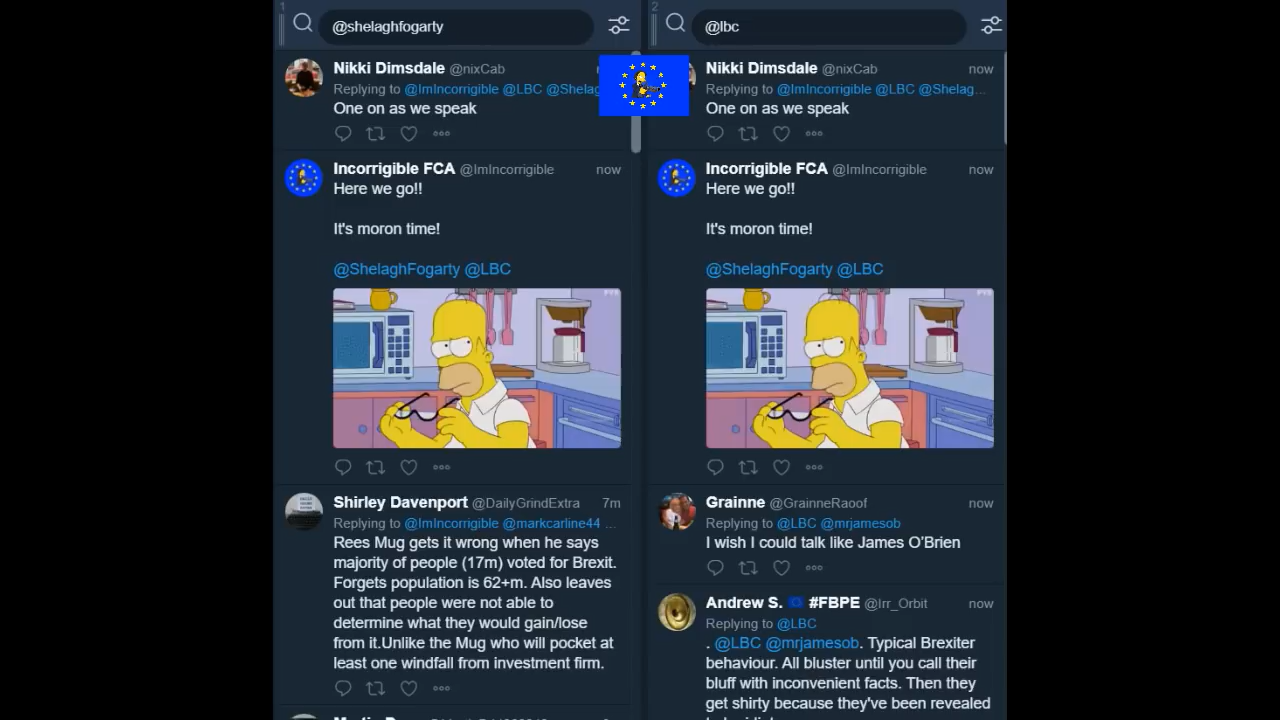 1
@shelaghfogarty
Nikki Dimsdale @nixCab
Replying to @ImIncorrigible @LBC @Shelag
One on as we speak
Incorrigible FCA @ImIncorrigible now
Here we go!!
It's moron time!
@ShelaghFogarty @LBC
Shirley Davenport @DailyGrindExtra 7m
Replying to @ImIncorrigible @markcarline44 ...
Rees Mug gets it wrong when he says
majority of people (17m) voted for Brexit.
Forgets population is 62+m. Also leaves
out that people were not able to
determine what they would gain/lose
from it.Unlike the Mug who will pocket at
least one windfall from investment firm.
2
@lbc
Nikki Dimsdale @nixCab now
Replying to @ImIncorrigible @LBC @Shelag...
One on as we speak
Incorrigible FCA @ImIncorrigible now
Here we go!!
It's moron time!
@ShelaghFogarty @LBC
Grainne @GrainneRaoof now
Replying to @LBC @mrjamesob
I wish I could talk like James O'Brien
Andrew S. #FBPE @Irr_Orbit now
Replying to @LBC
. @LBC @mrjamesob. Typical Brexiter
behaviour. All bluster until you call their
bluff with inconvenient facts. Then they
get shirty because they've been revealed